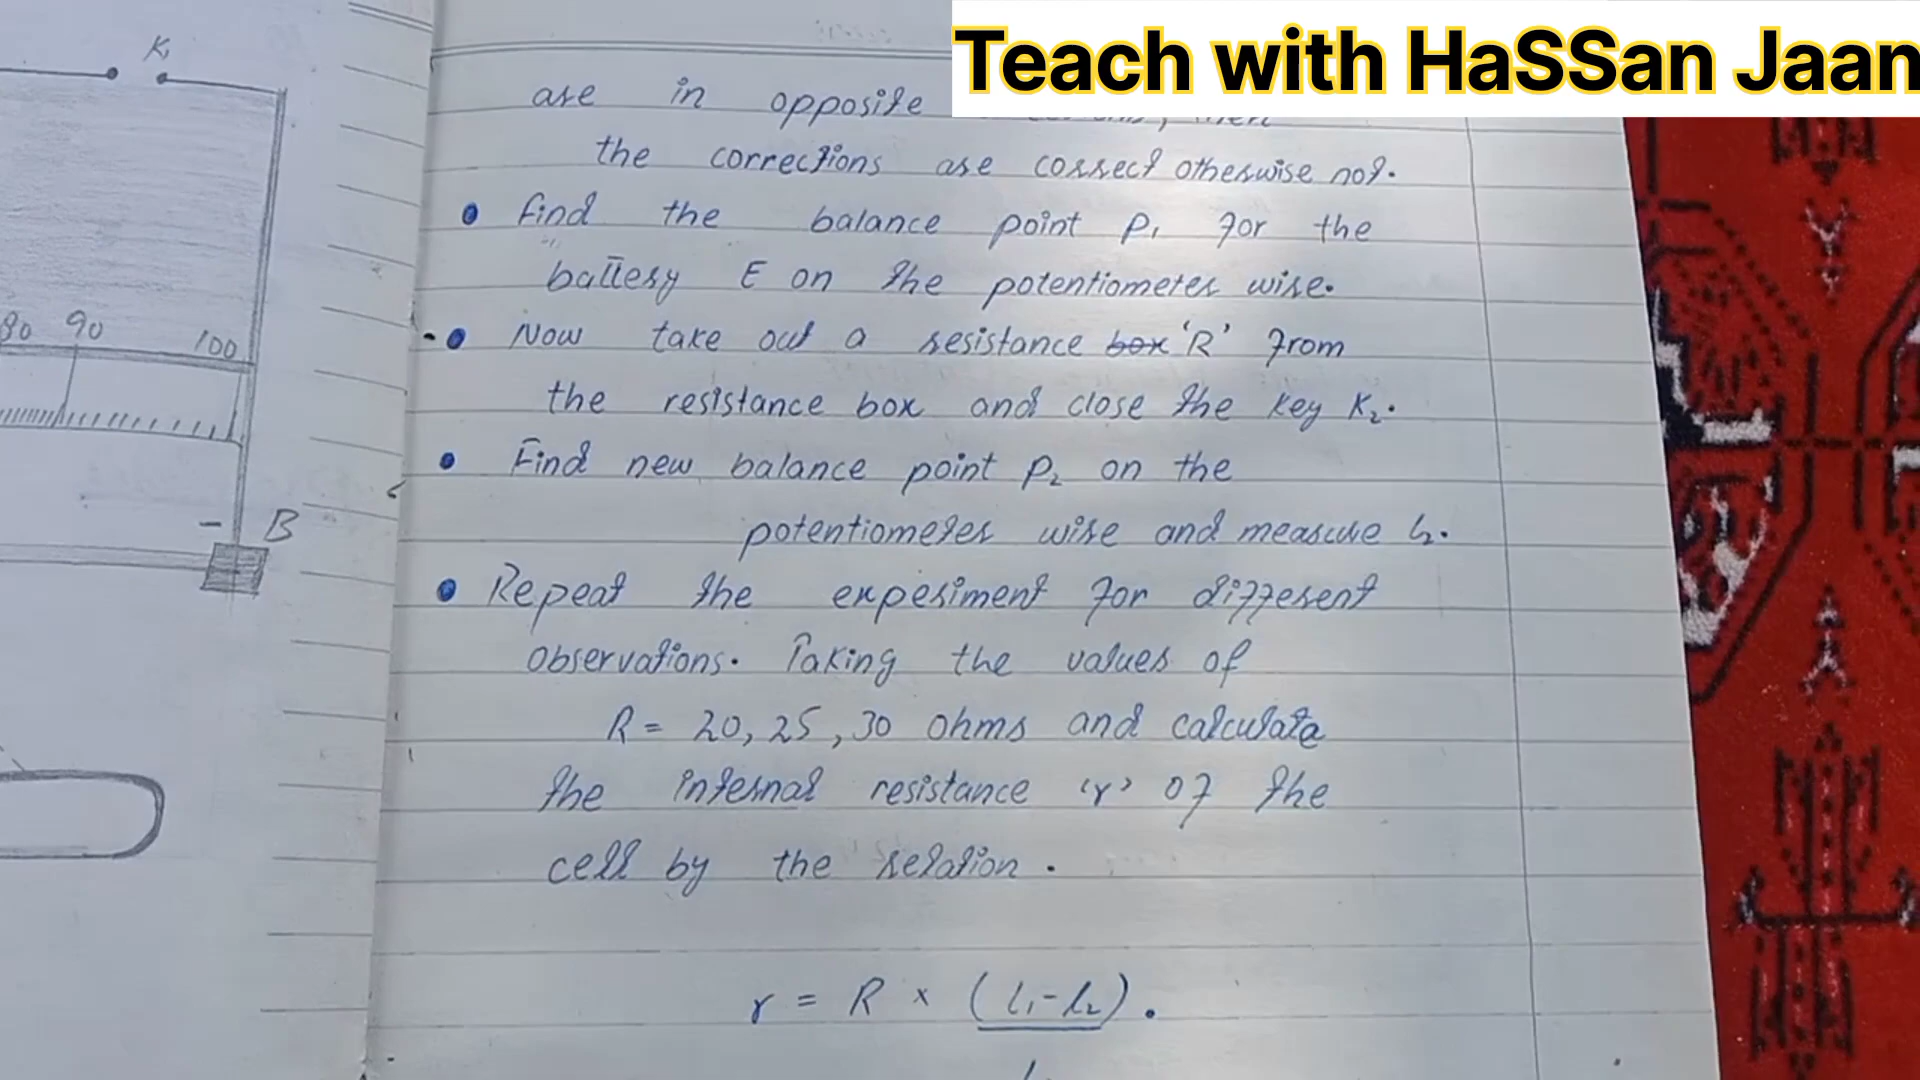 Teach with HaSSan Jaan
K₁
are in opposite
the corrections are correct otherwise not.
• find the balance point P₁ for the
battery E on the potentiometer wire.
• Now take out a resistance box 'R' from
the resistance box and close the key K₂.
• Find new balance point P₂ on the
potentiometer wire and measure l₂.
• Repeat the experiment for different
observations. Taking the values of
R = 20, 25, 30 ohms and calculate
the internal resistance 'r' of the
cell by the relation.
r = R × (l₁-l₂).
80 90 100
- B